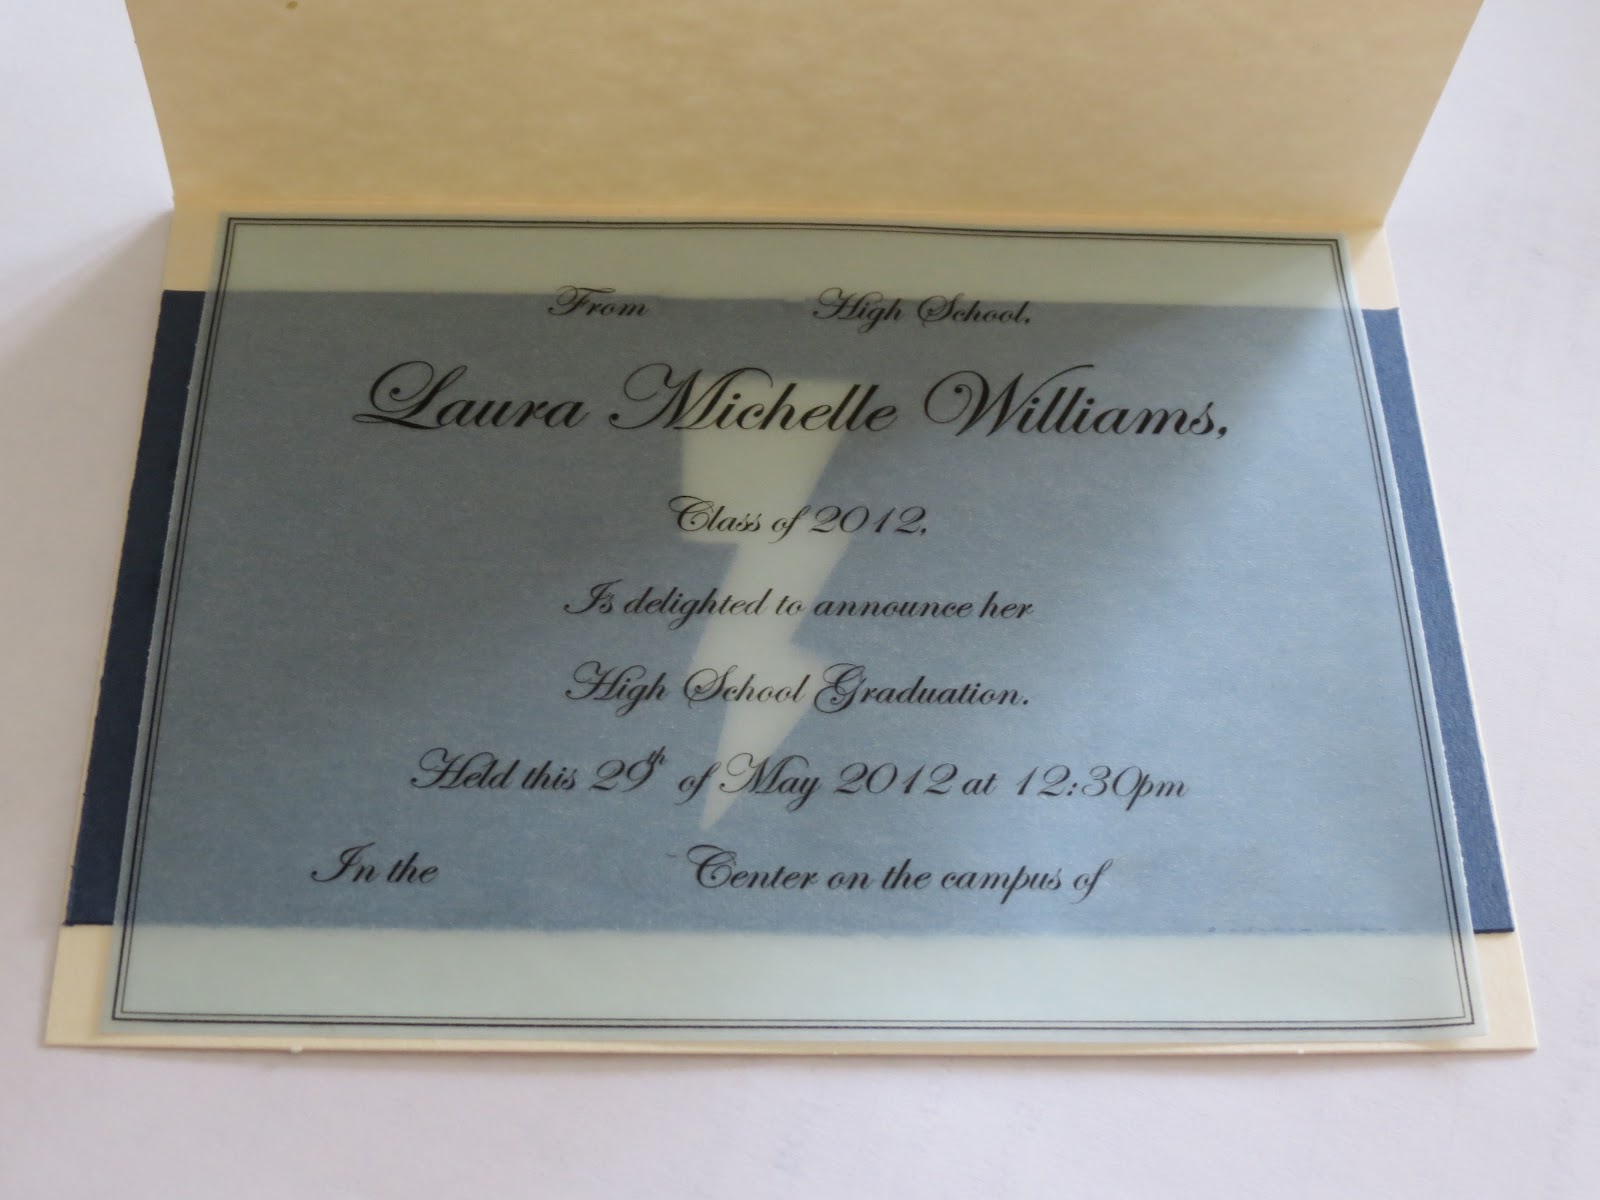 From High School,
Laura Michelle Williams,
Class of 2012,
Is delighted to announce her
High School Graduation.
Held this 29th of May 2012 at 12:30pm
In the Center on the campus of